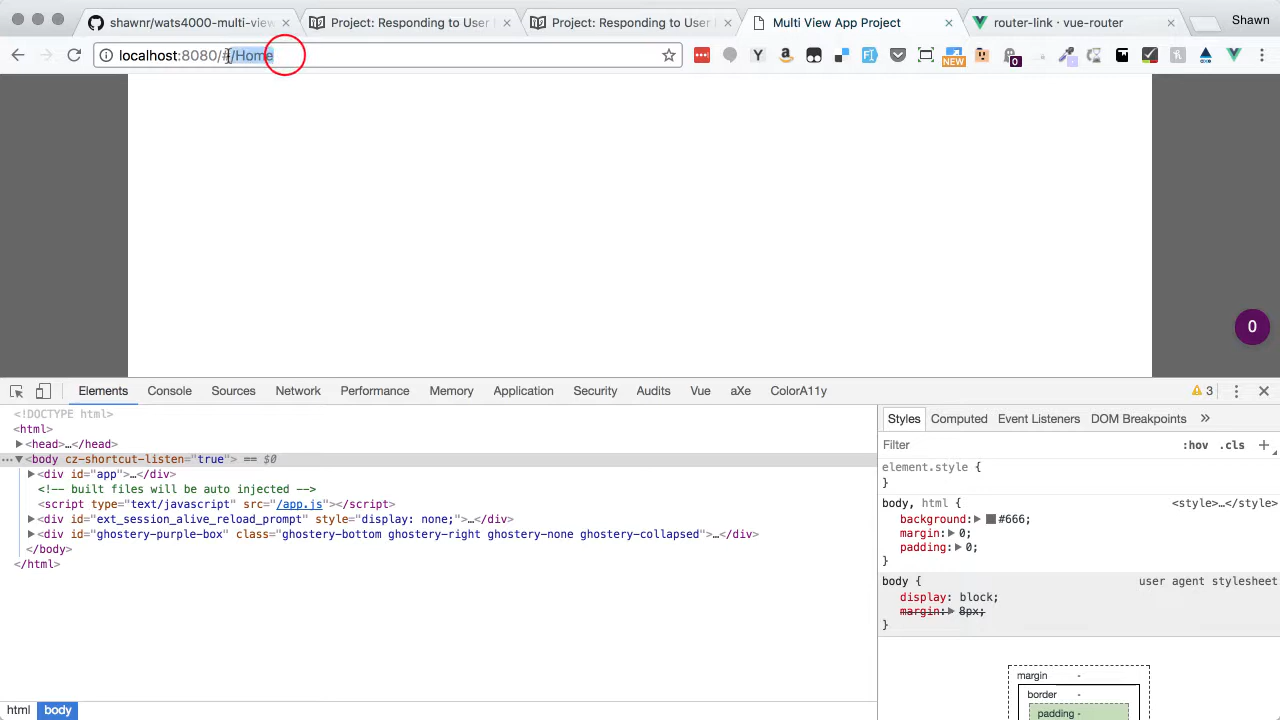 shawnr/wats4000-multi-view
Project: Responding to User I
Project: Responding to User I
Multi View App Project
router-link · vue-router
Shawn
localhost:8080/#/Home
Y
a
NEW
0
0
Elements
Console
Sources
Network
Performance
Memory
Application
Security
Audits
Vue
aXe
ColorA11y
3
<!DOCTYPE html>
<html>
<head>…</head>
<body cz-shortcut-listen="true"> == $0
<div id="app">…</div>
<!-- built files will be auto injected -->
<script type="text/javascript" src="/app.js"></script>
<div id="ext_session_alive_reload_prompt" style="display: none;">…</div>
<div id="ghostery-purple-box" class="ghostery-bottom ghostery-right ghostery-none ghostery-collapsed">…</div>
</body>
</html>
html
body
Styles
Computed
Event Listeners
DOM Breakpoints
»
Filter
:hov
.cls
+
element.style {
}
body, html {
<style>…</style>
background: #666;
margin: 0;
padding: 0;
}
body {
user agent stylesheet
display: block;
margin: 8px;
}
margin -
border -
padding -